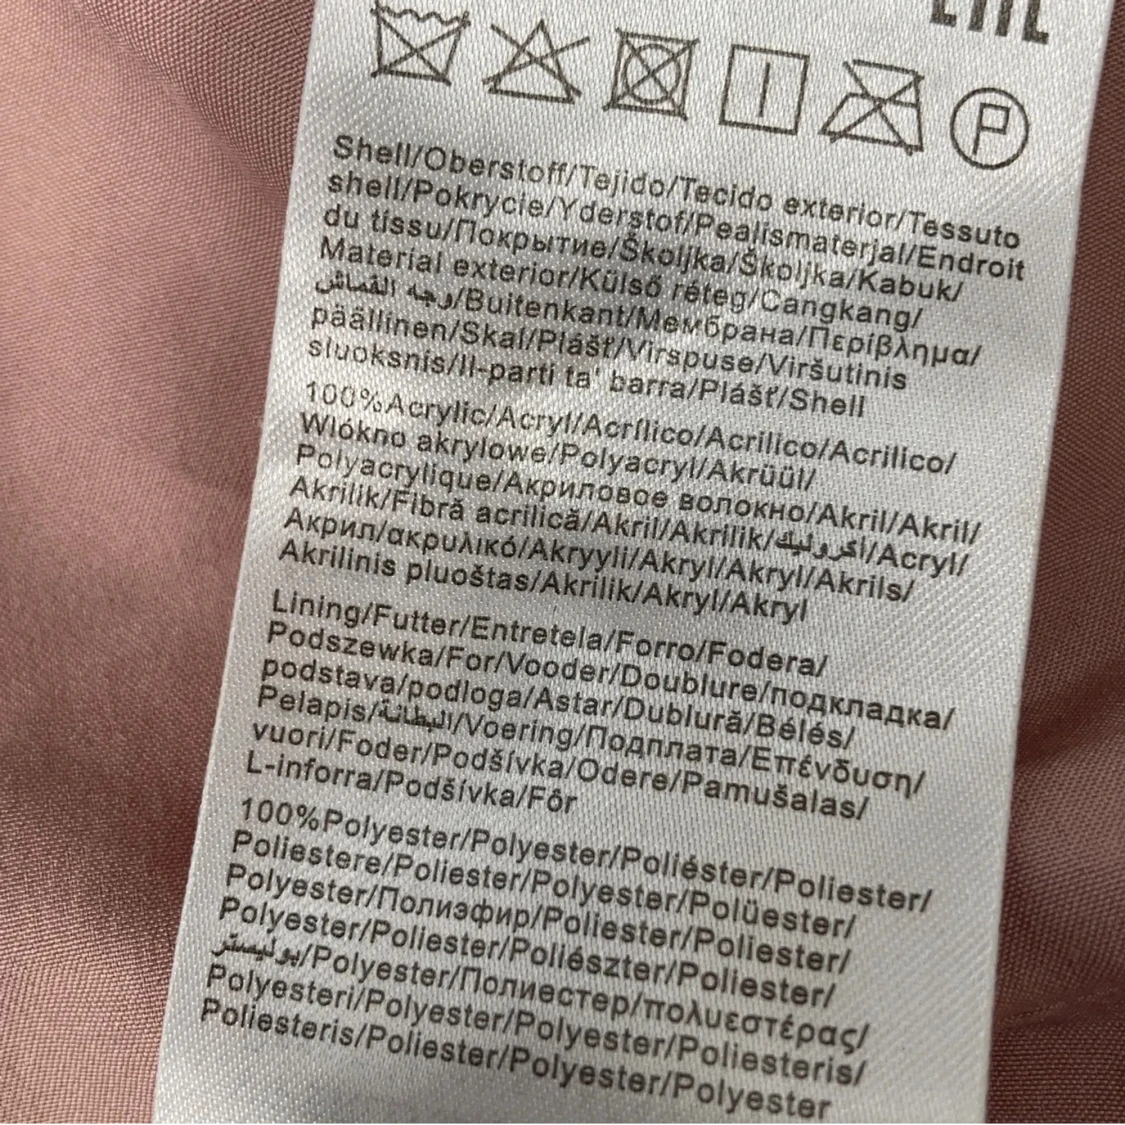 EAC
P
Shell/Oberstoff/Tejido/Tecido exterior/Tessuto
shell/Pokrycie/Yderstof/Pealismaterjal/Endroit
du tissu/Покрытие/Školjka/Školjka/Kabuk/
Material exterior/Külsö réteg/Cangkang/
وجه القماش/Buitenkant/Мембрана/Περίβλημα/
päällinen/Skal/Plášť/Virspuse/Viršutinis
sluoksnis/Il-parti ta' barra/Plášť/Shell
100%Acrylic/Acryl/Acrílico/Acrilico/Acrilico/
Włókno akrylowe/Polyacryl/Akrüül/
Polyacrylique/Акриловое волокно/Akril/Akril/
Akrilik/Fibră acrilică/Akril/Akrilik/أكروليك/Acryl/
Акрил/ακρυλικό/Akryyli/Akryl/Akryl/Akrils/
Akrilinis pluoštas/Akrilik/Akryl/Akryl
Lining/Futter/Entretela/Forro/Fodera/
Podszewka/For/Vooder/Doublure/подкладка/
podstava/podloga/Astar/Dublură/Bélés/
Pelapis/البطانة/Voering/Подплата/Επένδυση/
vuori/Foder/Podšívka/Odere/Pamušalas/
L-inforra/Podšívka/Fôr
100%Polyester/Polyester/Poliéster/Poliester/
Poliestere/Poliester/Polyester/Polüester/
Polyester/Полиэфир/Poliester/Poliester/
Polyester/Poliester/Poliészter/Poliester/
بوليستر/Polyester/Полиестер/πολυεστέρας/
Polyesteri/Polyester/Polyester/Poliesteris/
Poliesteris/Poliester/Polyester/Polyester